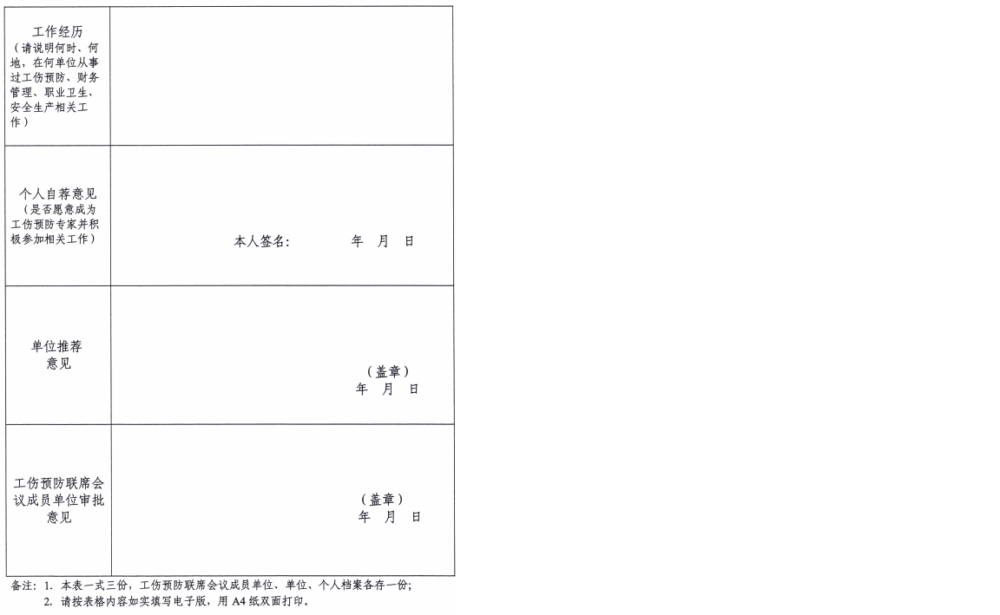 工作经历
（请说明何时、何
地，在何单位从事
过工伤预防、财务
管理、职业卫生、
安全生产相关工
作）
个人自荐意见
（是否愿意成为
工伤预防专家并积
极参加相关工作）
本人签名： 年 月 日
单位推荐
意见
（盖章）
年 月 日
工伤预防联席会
议成员单位审批
意见
（盖章）
年 月 日
备注：1. 本表一式三份，工伤预防联席会议成员单位、单位、个人档案各存一份；
2. 请按表格内容如实填写电子版，用 A4 纸双面打印。